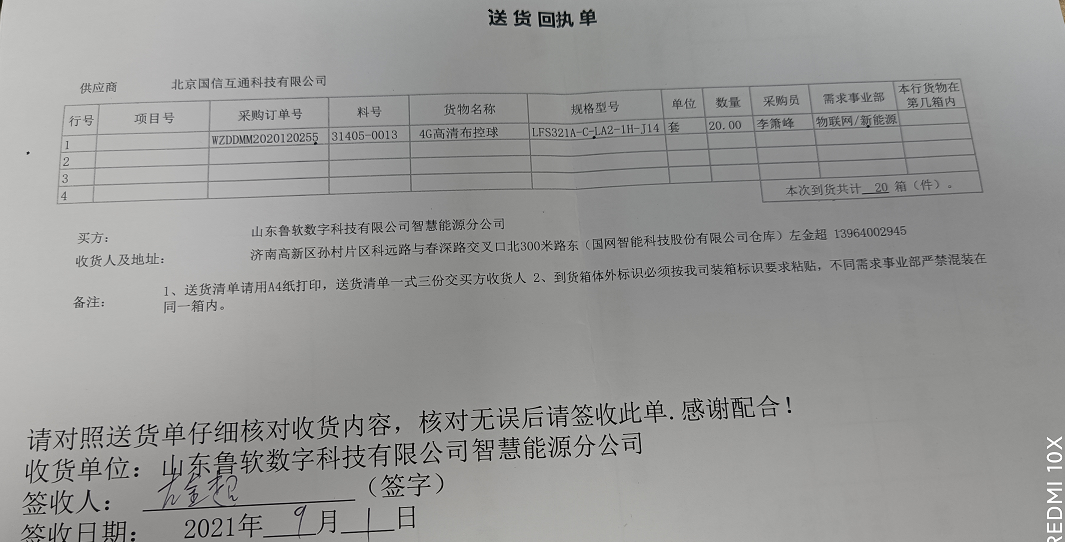 送货回执单
供应商 北京国信互通科技有限公司
行号 项目号 采购订单号 料号 货物名称 规格型号 单位 数量 采购员 需求事业部 本行货物在第几箱内
1 WZDDMM2020120255 31405-0013 4G高清布控球 LFS321A-C-LA2-1H-J14 套 20.00 李箫峰 物联网/新能源
2
3
4
本次到货共计 20 箱（件）。
买方： 山东鲁软数字科技有限公司智慧能源分公司
收货人及地址： 济南高新区孙村片区科远路与春深路交叉口北300米路东（国网智能科技股份有限公司仓库）左金超 13964002945
备注： 1、送货清单请用A4纸打印，送货清单一式三份交买方收货人 2、到货箱体外标识必须按我司装箱标识要求粘贴，不同需求事业部严禁混装在
同一箱内。
请对照送货单仔细核对收货内容，核对无误后请签收此单.感谢配合！
收货单位：山东鲁软数字科技有限公司智慧能源分公司
签收人： 左金超 （签字）
签收日期： 2021年 9 月 1 日
REDMI 10X